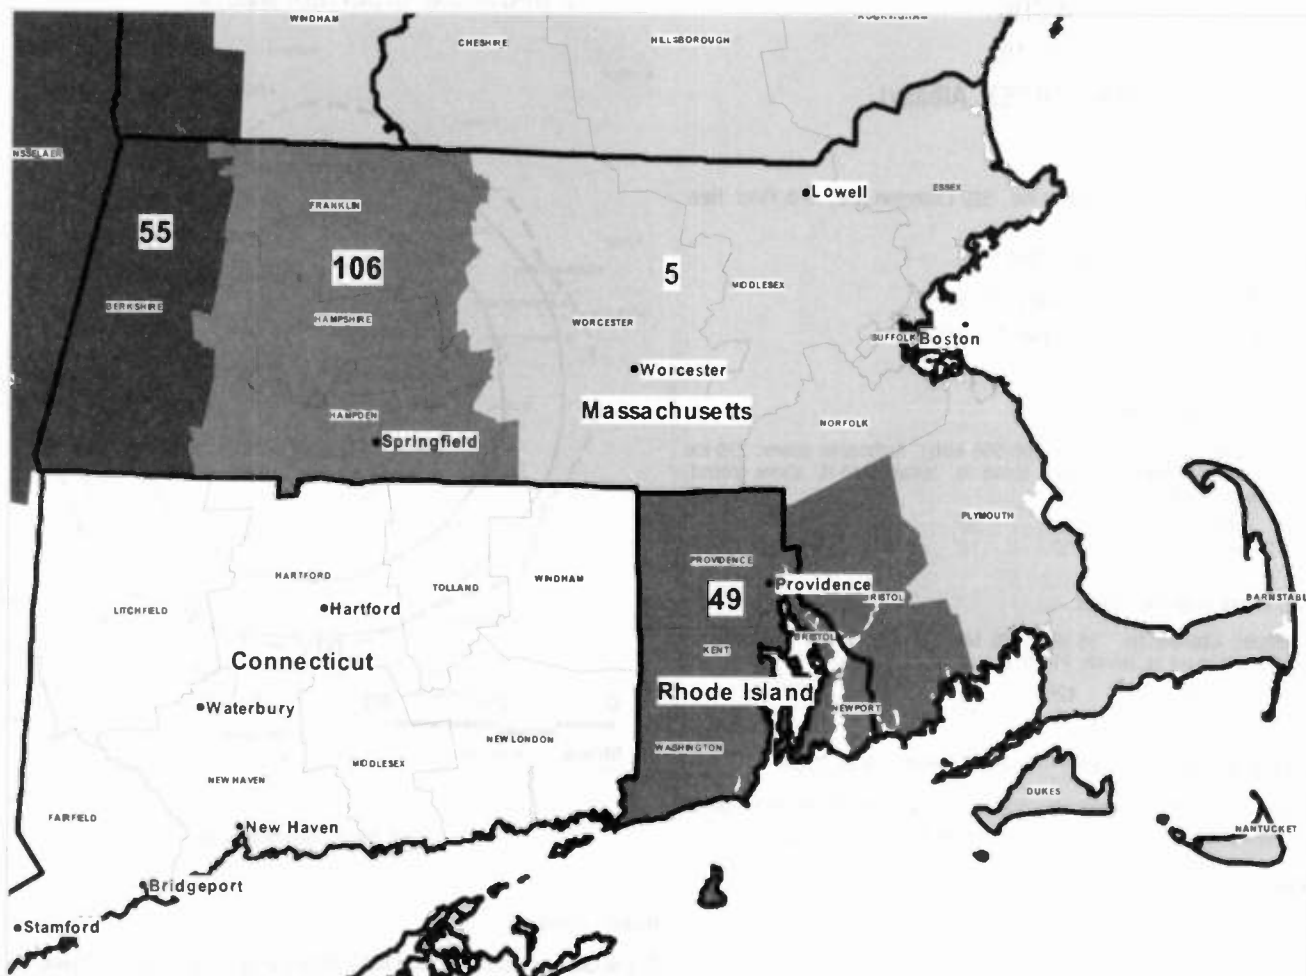 WINDHAM
CHESHIRE
HILLSBOROUGH
NSSELAER
Lowell
ESSEX
FRANKLIN
55
106
5
MIDDLESEX
BERKSHIRE
HAMPSHIRE
WORCESTER
SUFFOLK
Boston
Worcester
Massachusetts
HAMPDEN
NORFOLK
Springfield
PLYMOUTH
PROVIDENCE
HARTFORD
WINDHAM
TOLLAND
Providence
LITCHFIELD
49
RISTOL
BARNSTABL
Hartford
BRISTOL
KENT
Connecticut
Rhode Island
Waterbury
NEWPORT
NEW LONDON
WASHINGTON
MIDDLESEX
NEW HAVEN
DUKES
FAIRFIELD
New Haven
NANTUCKET
Bridgeport
Stamford